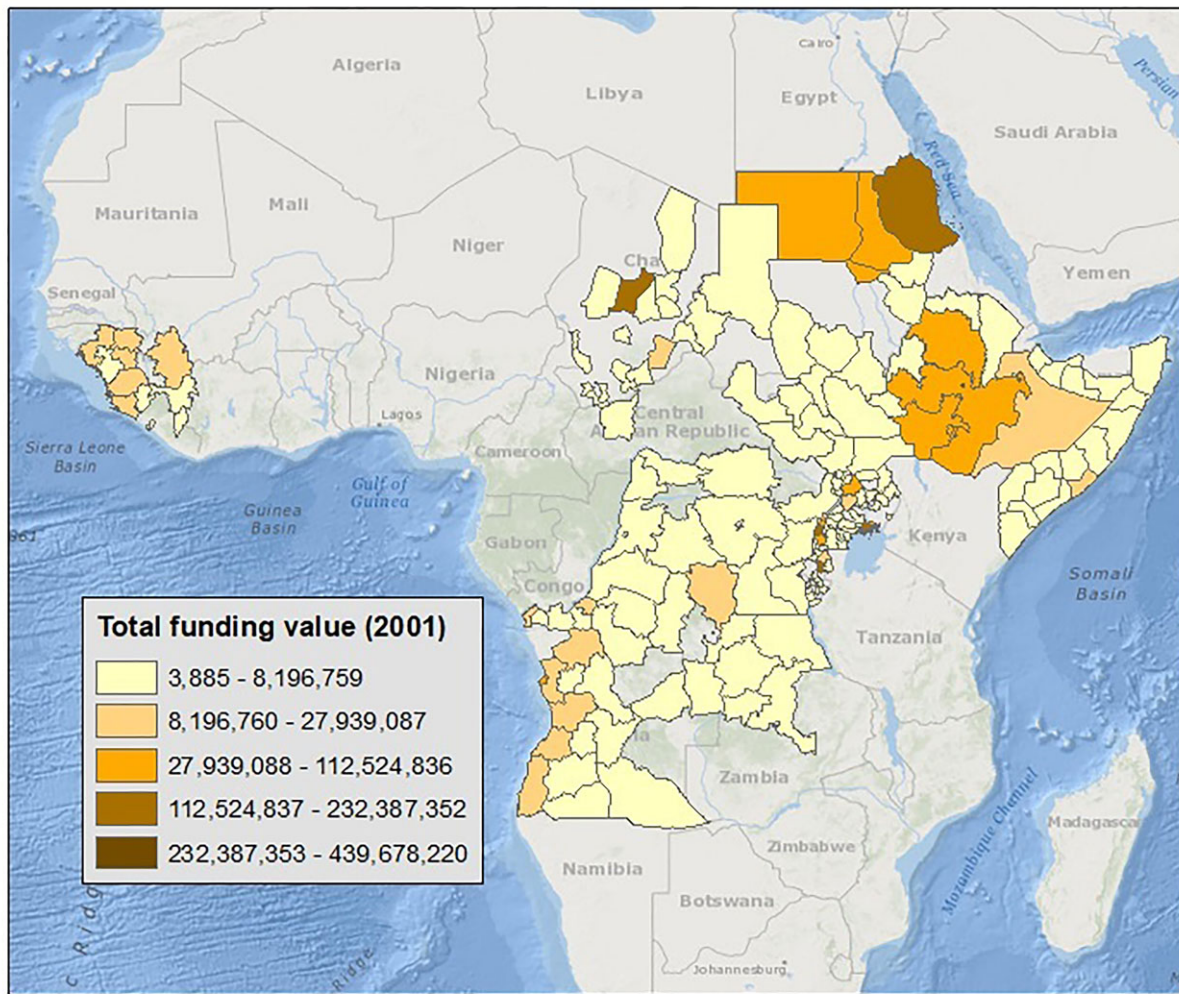 Cairo
Algeria
Libya
Egypt
Persian
Saudi Arabia
Red Sea
Mauritania
Mali
Niger
Cha
Yemen
Senegal
Nigeria
Lagos
Central
African Republic
Cameroon
Sierra Leone
Basin
Gulf of
Guinea
Guinea
Basin
Gabon
Kenya
Congo
Somali
Basin
Tanzania
Total funding value (2001)
3,885 - 8,196,759
8,196,760 - 27,939,087
27,939,088 - 112,524,836
112,524,837 - 232,387,352
232,387,353 - 439,678,220
Zambia
Madagascar
Mozambique Channel
Zimbabwe
Namibia
Botswana
Johannesburg
c Ridg
Ridge